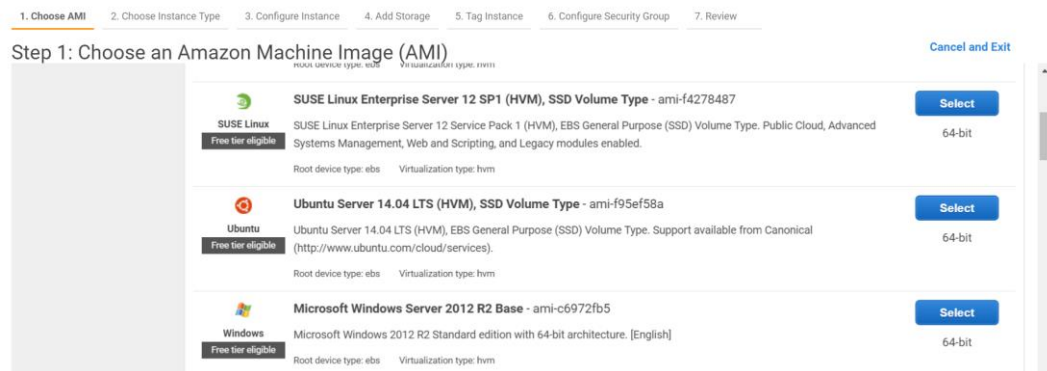 1. Choose AMI 2. Choose Instance Type 3. Configure Instance 4. Add Storage 5. Tag Instance 6. Configure Security Group 7. Review
Step 1: Choose an Amazon Machine Image (AMI)
Cancel and Exit
Root device type: ebs Virtualization type: hvm
SUSE Linux
Free tier eligible
SUSE Linux Enterprise Server 12 SP1 (HVM), SSD Volume Type - ami-f4278487
SUSE Linux Enterprise Server 12 Service Pack 1 (HVM), EBS General Purpose (SSD) Volume Type. Public Cloud, Advanced
Systems Management, Web and Scripting, and Legacy modules enabled.
Root device type: ebs Virtualization type: hvm
Select
64-bit
Ubuntu
Free tier eligible
Ubuntu Server 14.04 LTS (HVM), SSD Volume Type - ami-f95ef58a
Ubuntu Server 14.04 LTS (HVM), EBS General Purpose (SSD) Volume Type. Support available from Canonical
(http://www.ubuntu.com/cloud/services).
Root device type: ebs Virtualization type: hvm
Select
64-bit
Windows
Free tier eligible
Microsoft Windows Server 2012 R2 Base - ami-c6972fb5
Microsoft Windows 2012 R2 Standard edition with 64-bit architecture. [English]
Root device type: ebs Virtualization type: hvm
Select
64-bit